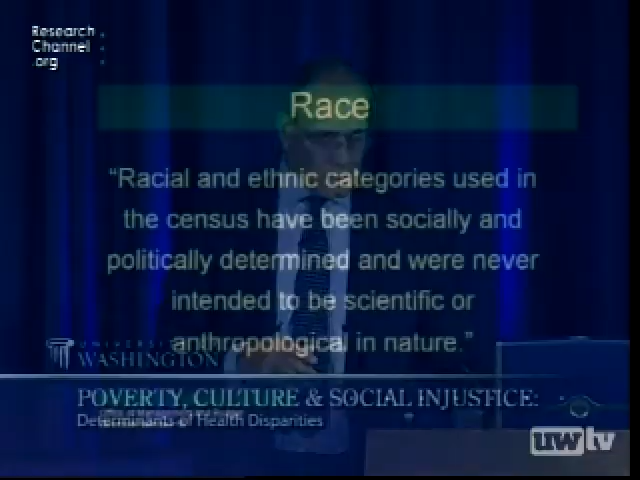 Research
Channel
.org
Race
“Racial and ethnic categories used in
the census have been socially and
politically determined and were never
intended to be scientific or
anthropological in nature.”
WASHINGTON
POVERTY, CULTURE & SOCIAL INJUSTICE:
Determinants of Health Disparities
uwtv